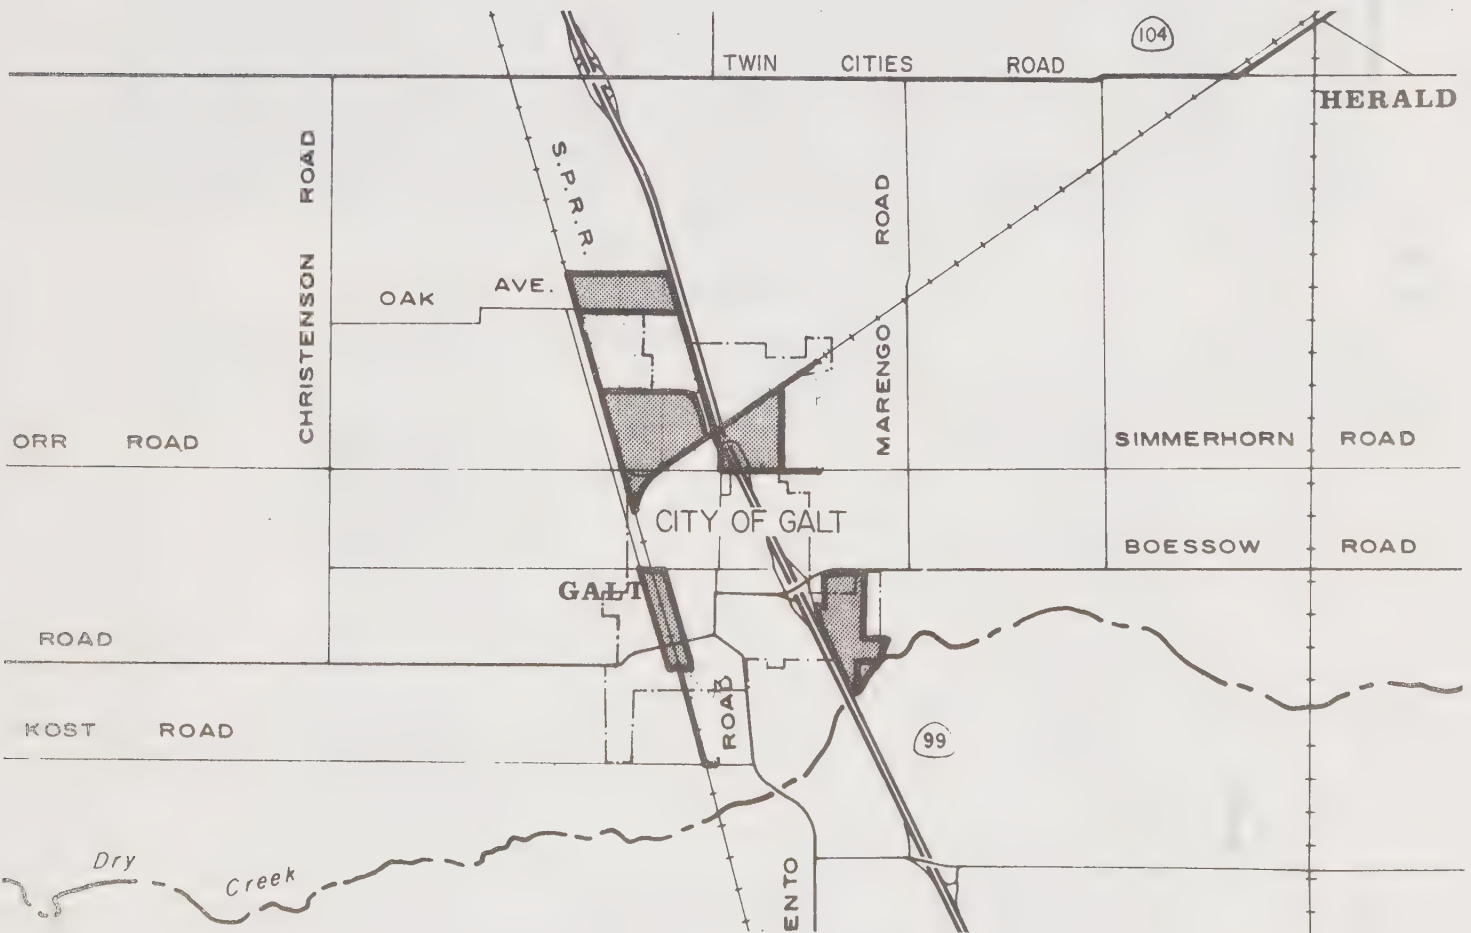 104
TWIN CITIES ROAD
HERALD
CHRISTENSON ROAD
S.P.R.R.
MARENGO ROAD
OAK AVE.
ORR ROAD
SIMMERHORN ROAD
CITY OF GALT
BOESSOW ROAD
GALT
ROAD
ROAD
KOST ROAD
99
Dry Creek
ENTO